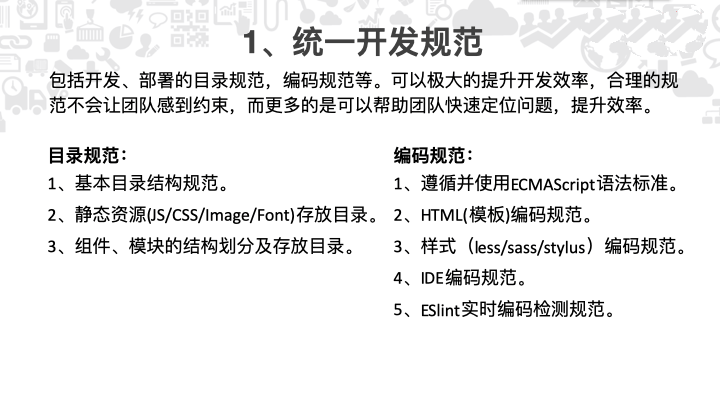 1、统一开发规范
包括开发、部署的目录规范，编码规范等。可以极大的提升开发效率，合理的规
范不会让团队感到约束，而更多的是可以帮助团队快速定位问题，提升效率。
目录规范：
1、基本目录结构规范。
2、静态资源(JS/CSS/Image/Font)存放目录。
3、组件、模块的结构划分及存放目录。
编码规范：
1、遵循并使用ECMAScript语法标准。
2、HTML(模板)编码规范。
3、样式（less/sass/stylus）编码规范。
4、IDE编码规范。
5、ESlint实时编码检测规范。